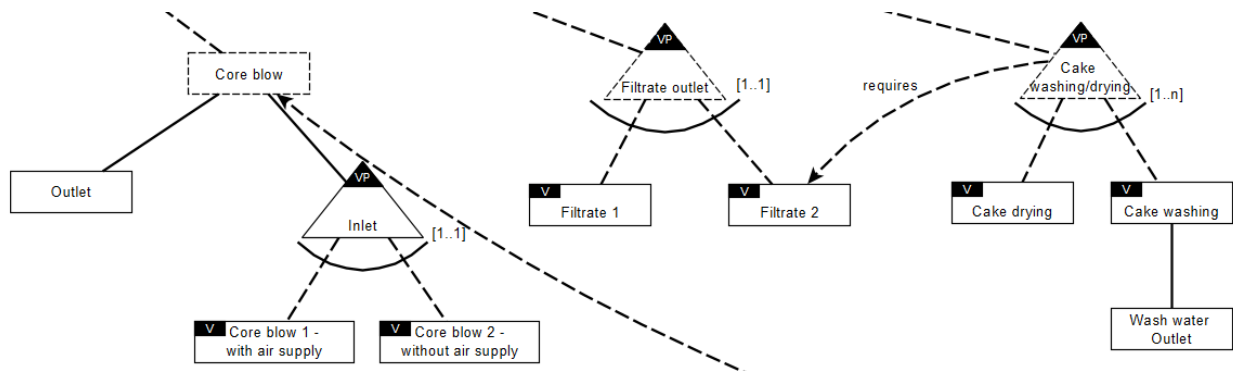 VP
VP
Core blow
requires
Filtrate outlet
[1..1]
Cake
washing/drying
[1..n]
Outlet
VP
Inlet
[1..1]
V
Filtrate 1
V
Filtrate 2
V
Cake drying
V
Cake washing
V
Core blow 1 -
with air supply
V
Core blow 2 -
without air supply
Wash water
Outlet